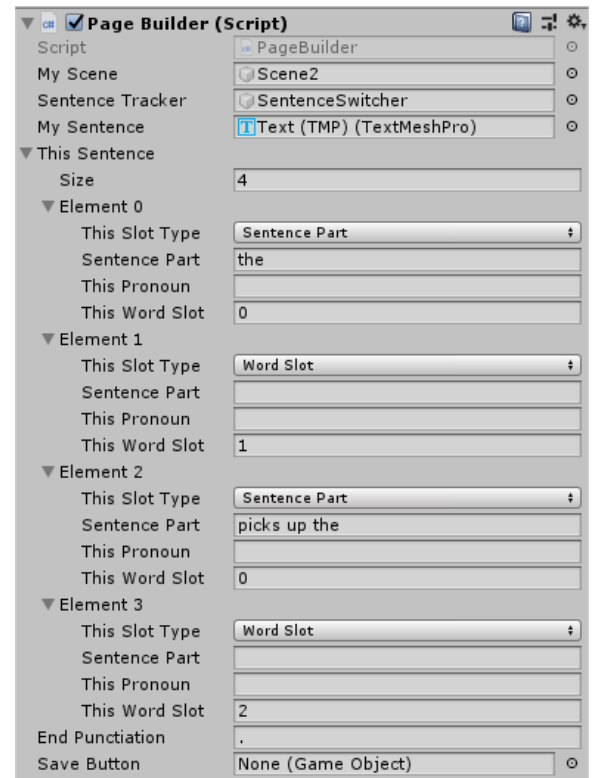 Page Builder (Script)
Script PageBuilder
My Scene Scene2
Sentence Tracker SentenceSwitcher
My Sentence Text (TMP) (TextMeshPro)
This Sentence
Size 4
Element 0
This Slot Type Sentence Part
Sentence Part the
This Pronoun
This Word Slot 0
Element 1
This Slot Type Word Slot
Sentence Part
This Pronoun
This Word Slot 1
Element 2
This Slot Type Sentence Part
Sentence Part picks up the
This Pronoun
This Word Slot 0
Element 3
This Slot Type Word Slot
Sentence Part
This Pronoun
This Word Slot 2
End Punctiation .
Save Button None (Game Object)